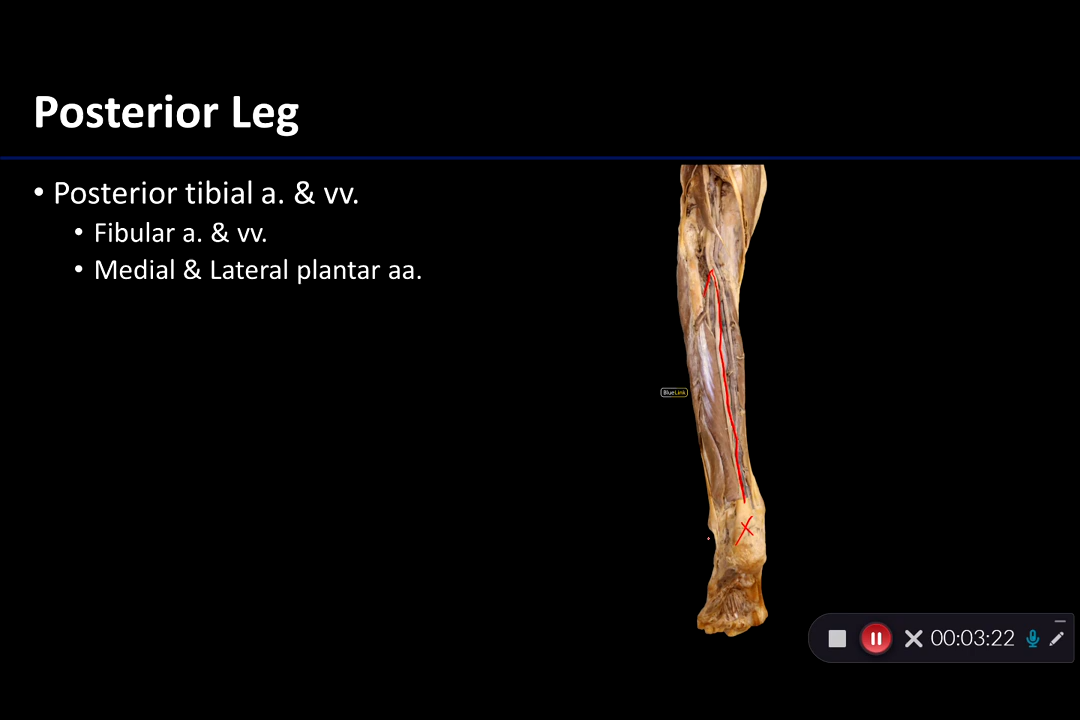 Posterior Leg
• Posterior tibial a. & vv.
• Fibular a. & vv.
• Medial & Lateral plantar aa.
BlueLink
00:03:22